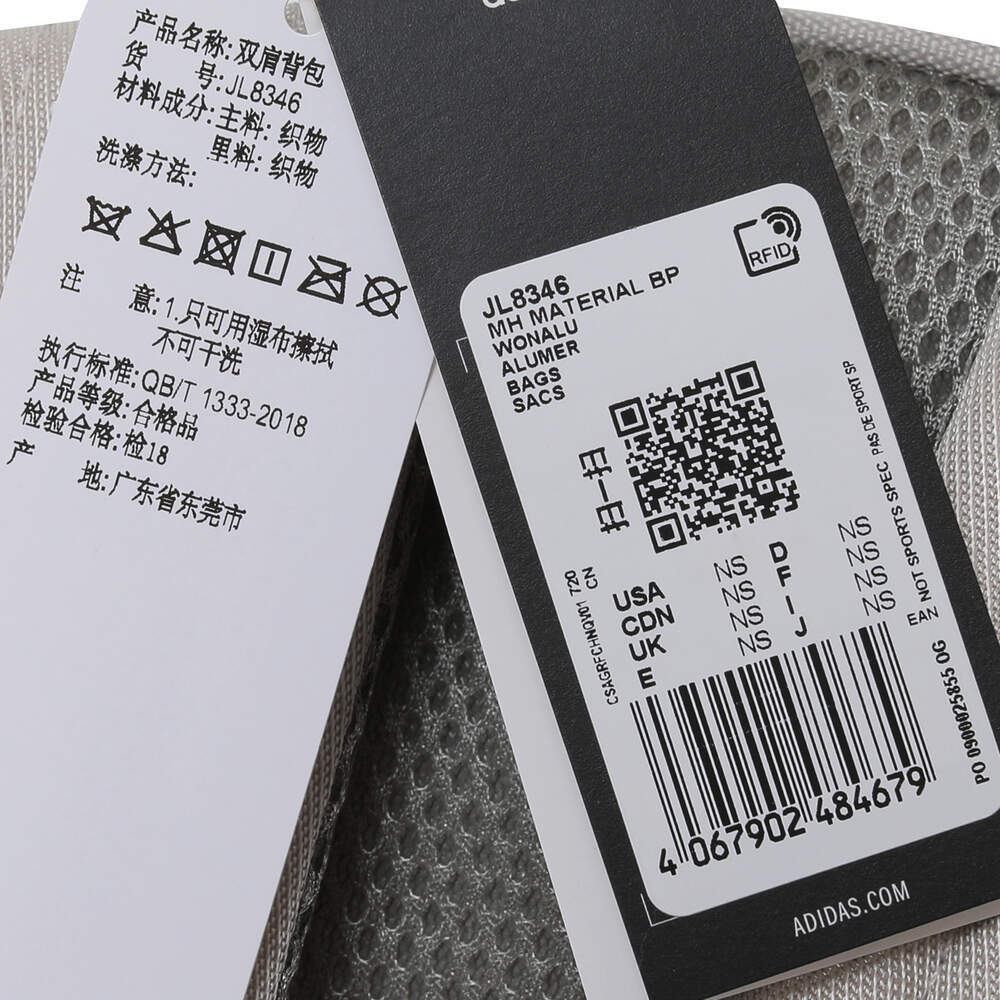 产品名称:双肩背包
货 号:JL8346
材料成分:主料:织物
里料:织物
洗涤方法:
注 意:1.只可用湿布擦拭
不可干洗
执行标准:QB/T 1333-2018
产品等级:合格品
检验合格:检18
产 地:广东省东莞市
RFID
JL8346
MH MATERIAL BP
WONALU
ALUMER
BAGS
SACS
扫一扫
CSAGRFCHNQV01 720
CN
USA NS D NS
CDN NS F NS
UK NS I NS
E NS J NS
EAN NOT SPORTS SPEC PAS DE SPORT SP
PO 0900025855 OG
4 067902 484679
ADIDAS.COM